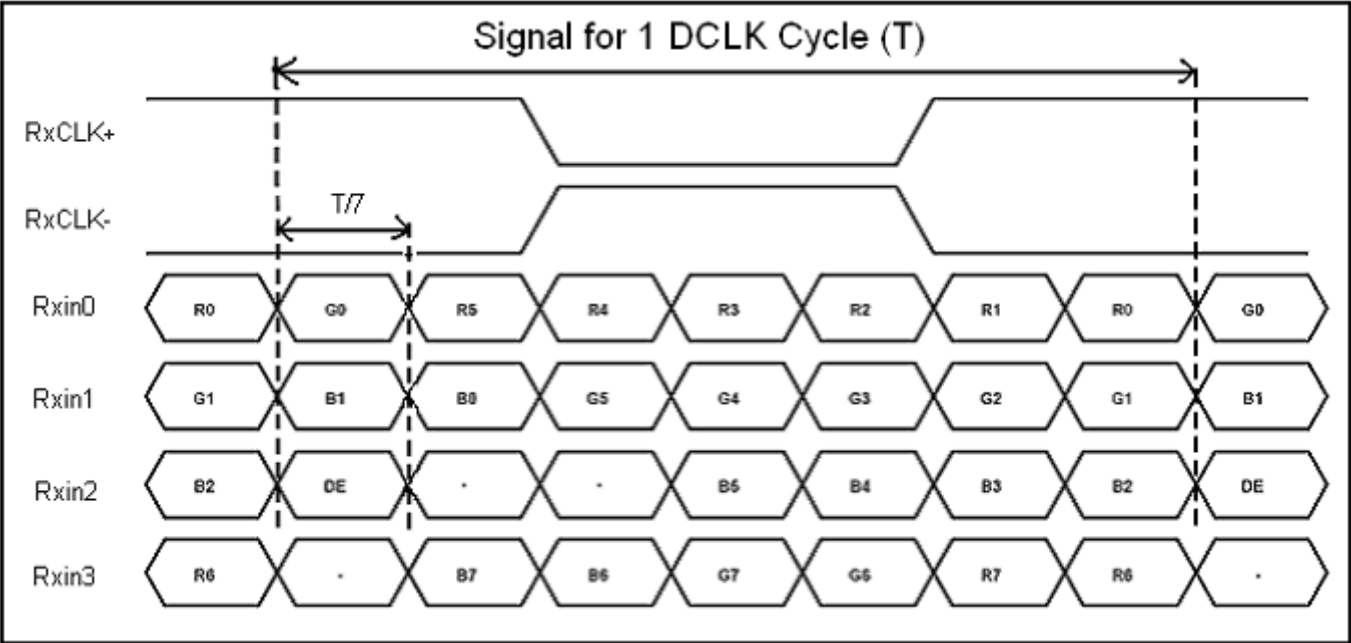 Signal for 1 DCLK Cycle (T)
RxCLK+
T/7
RxCLK-
Rxin0 R0 G0 R5 R4 R3 R2 R1 R0 G0
Rxin1 G1 B1 B0 G5 G4 G3 G2 G1 B1
Rxin2 B2 DE - - B5 B4 B3 B2 DE
Rxin3 R6 - B7 B6 G7 G6 R7 R6 -